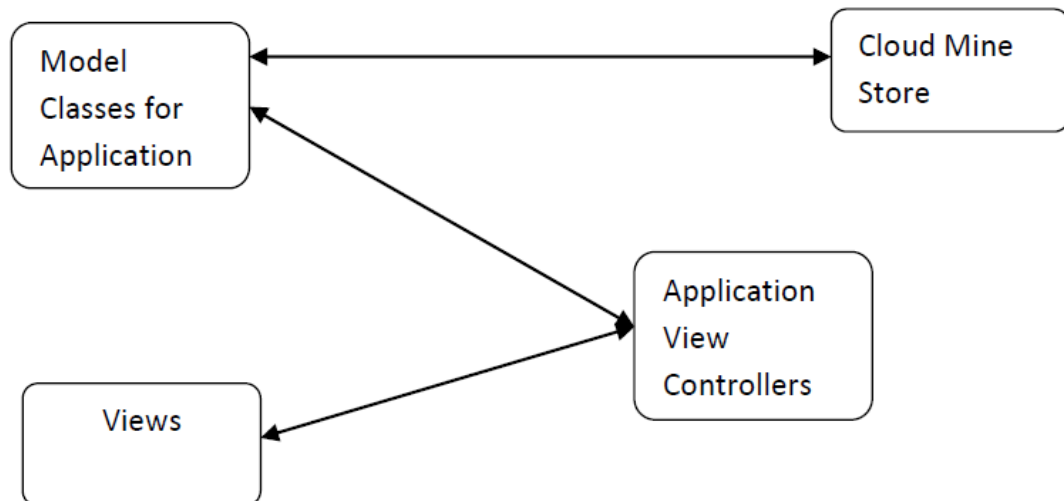 Model
Classes for
Application
Cloud Mine
Store
Application
View
Controllers
Views